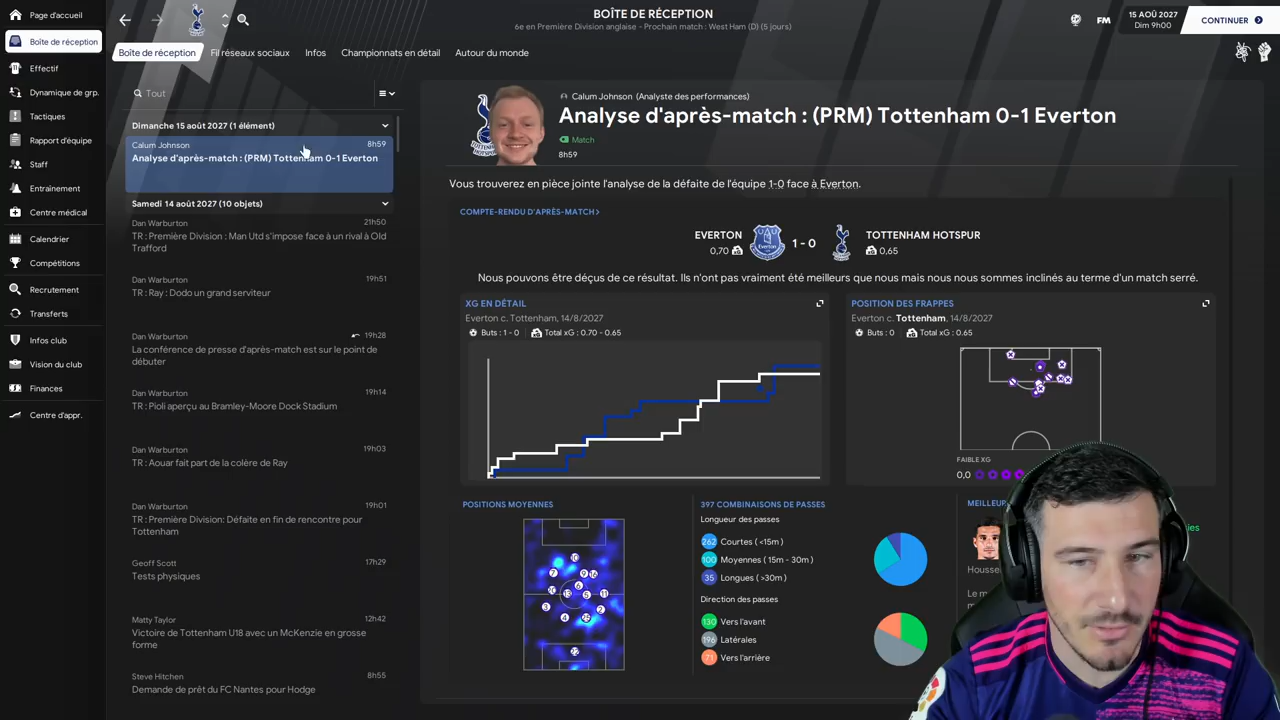 Page d'accueil
Boîte de réception
Effectif
Dynamique de grp.
Tactiques
Rapport d'équipe
Staff
Entrainement
Centre médical
Calendrier
Compétitions
Recrutement
Transferts
Infos club
Vision du club
Finances
Centre d'appr.
BOÎTE DE RÉCEPTION
6e en Première Division anglaise - Prochain match : West Ham (D) (5 jours)
FM
15 AOÛ 2027
Dim 9h00
CONTINUER
Boîte de réception
Fil réseaux sociaux
Infos
Championnats en détail
Autour du monde
Tout
Dimanche 15 août 2027 (1 élément)
Calum Johnson 8h59
Analyse d'après-match : (PRM) Tottenham 0-1 Everton
Samedi 14 août 2027 (10 objets)
Dan Warburton 21h50
TR : Première Division : Man Utd s'impose face à un rival à Old
Trafford
Dan Warburton 19h51
TR : Ray : Dodo un grand serviteur
Dan Warburton 19h28
La conférence de presse d'après-match est sur le point de
débuter
Dan Warburton 19h14
TR : Pioli aperçu au Bramley-Moore Dock Stadium
Dan Warburton 19h03
TR : Aouar fait part de la colère de Ray
Dan Warburton 19h01
TR : Première Division: Défaite en fin de rencontre pour
Tottenham
Geoff Scott 17h29
Tests physiques
Matty Taylor 12h42
Victoire de Tottenham U18 avec un McKenzie en grosse
forme
Steve Hitchen 8h55
Demande de prêt du FC Nantes pour Hodge
Calum Johnson (Analyste des performances)
Analyse d'après-match : (PRM) Tottenham 0-1 Everton
Match
8h59
Vous trouverez en pièce jointe l'analyse de la défaite de l'équipe 1-0 face à Everton.
COMPTE-RENDU D'APRÈS-MATCH >
EVERTON
0,70
1 - 0
TOTTENHAM HOTSPUR
0,65
Nous pouvons être déçus de ce résultat. Ils n'ont pas vraiment été meilleurs que nous mais nous nous sommes inclinés au terme d'un match serré.
XG EN DÉTAIL
Everton c. Tottenham, 14/8/2027
Buts : 1 - 0 Total xG : 0.70 - 0.65
POSITION DES FRAPPES
Everton c. Tottenham, 14/8/2027
Buts : 0 Total xG : 0.65
FAIBLE XG
0,0
POSITIONS MOYENNES
397 COMBINAISONS DE PASSES
Longueur des passes
262 Courtes ( <15m )
100 Moyennes ( 15m - 30m )
35 Longues ( >30m )
Direction des passes
130 Vers l'avant
196 Latérales
71 Vers l'arrière
MEILLEUR
Housse